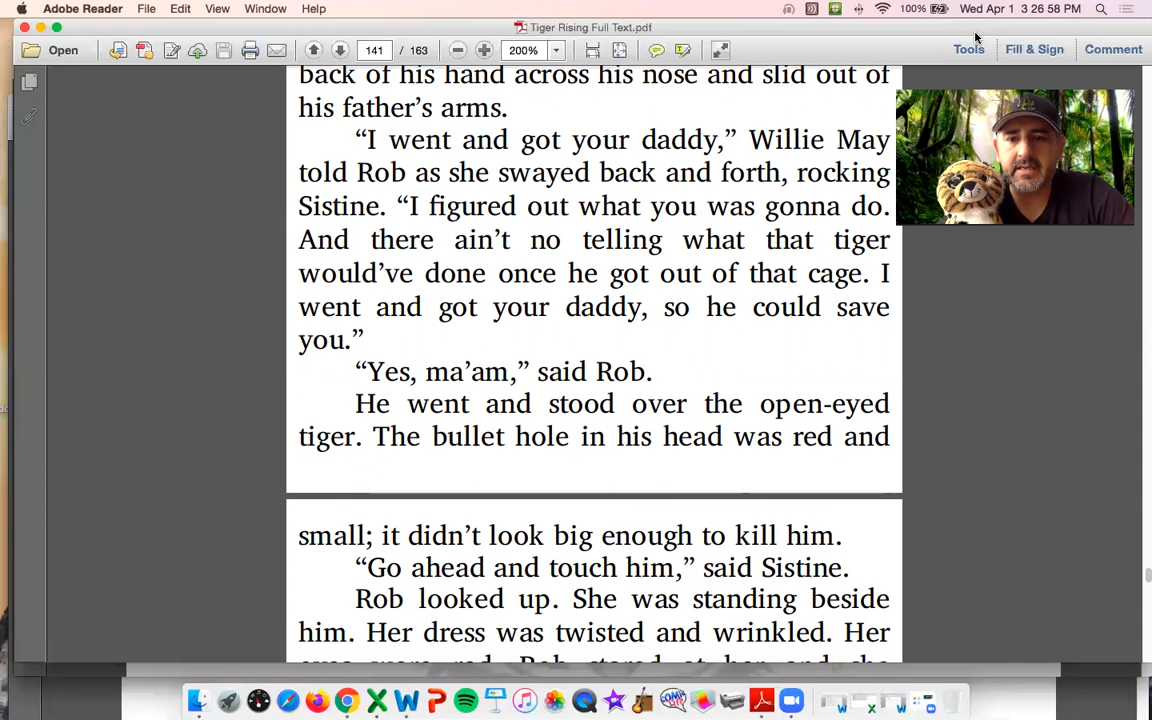 Adobe Reader File Edit View Window Help 100% Wed Apr 1 3:26:58 PM
Tiger Rising Full Text.pdf
Open 141 / 163 200% Tools Fill & Sign Comment
back of his hand across his nose and slid out of
his father’s arms.
“I went and got your daddy,” Willie May
told Rob as she swayed back and forth, rocking
Sistine. “I figured out what you was gonna do.
And there ain’t no telling what that tiger
would’ve done once he got out of that cage. I
went and got your daddy, so he could save
you.”
“Yes, ma’am,” said Rob.
He went and stood over the open-eyed
tiger. The bullet hole in his head was red and
small; it didn’t look big enough to kill him.
“Go ahead and touch him,” said Sistine.
Rob looked up. She was standing beside
him. Her dress was twisted and wrinkled. Her